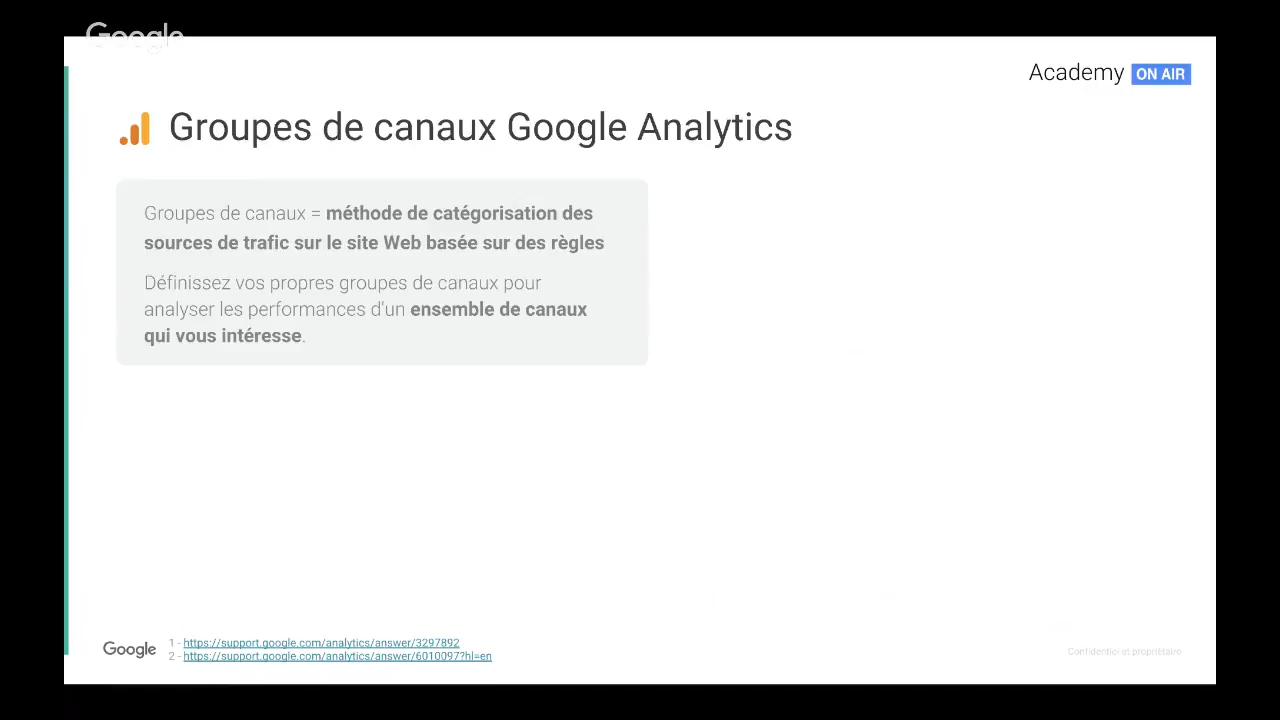 Google
Academy ON AIR
Groupes de canaux Google Analytics
Groupes de canaux = méthode de catégorisation des
sources de trafic sur le site Web basée sur des règles
Définissez vos propres groupes de canaux pour
analyser les performances d'un ensemble de canaux
qui vous intéresse.
Google
1 - https://support.google.com/analytics/answer/3297892
2 - https://support.google.com/analytics/answer/6010097?hl=en
Confidentiel et propriétaire